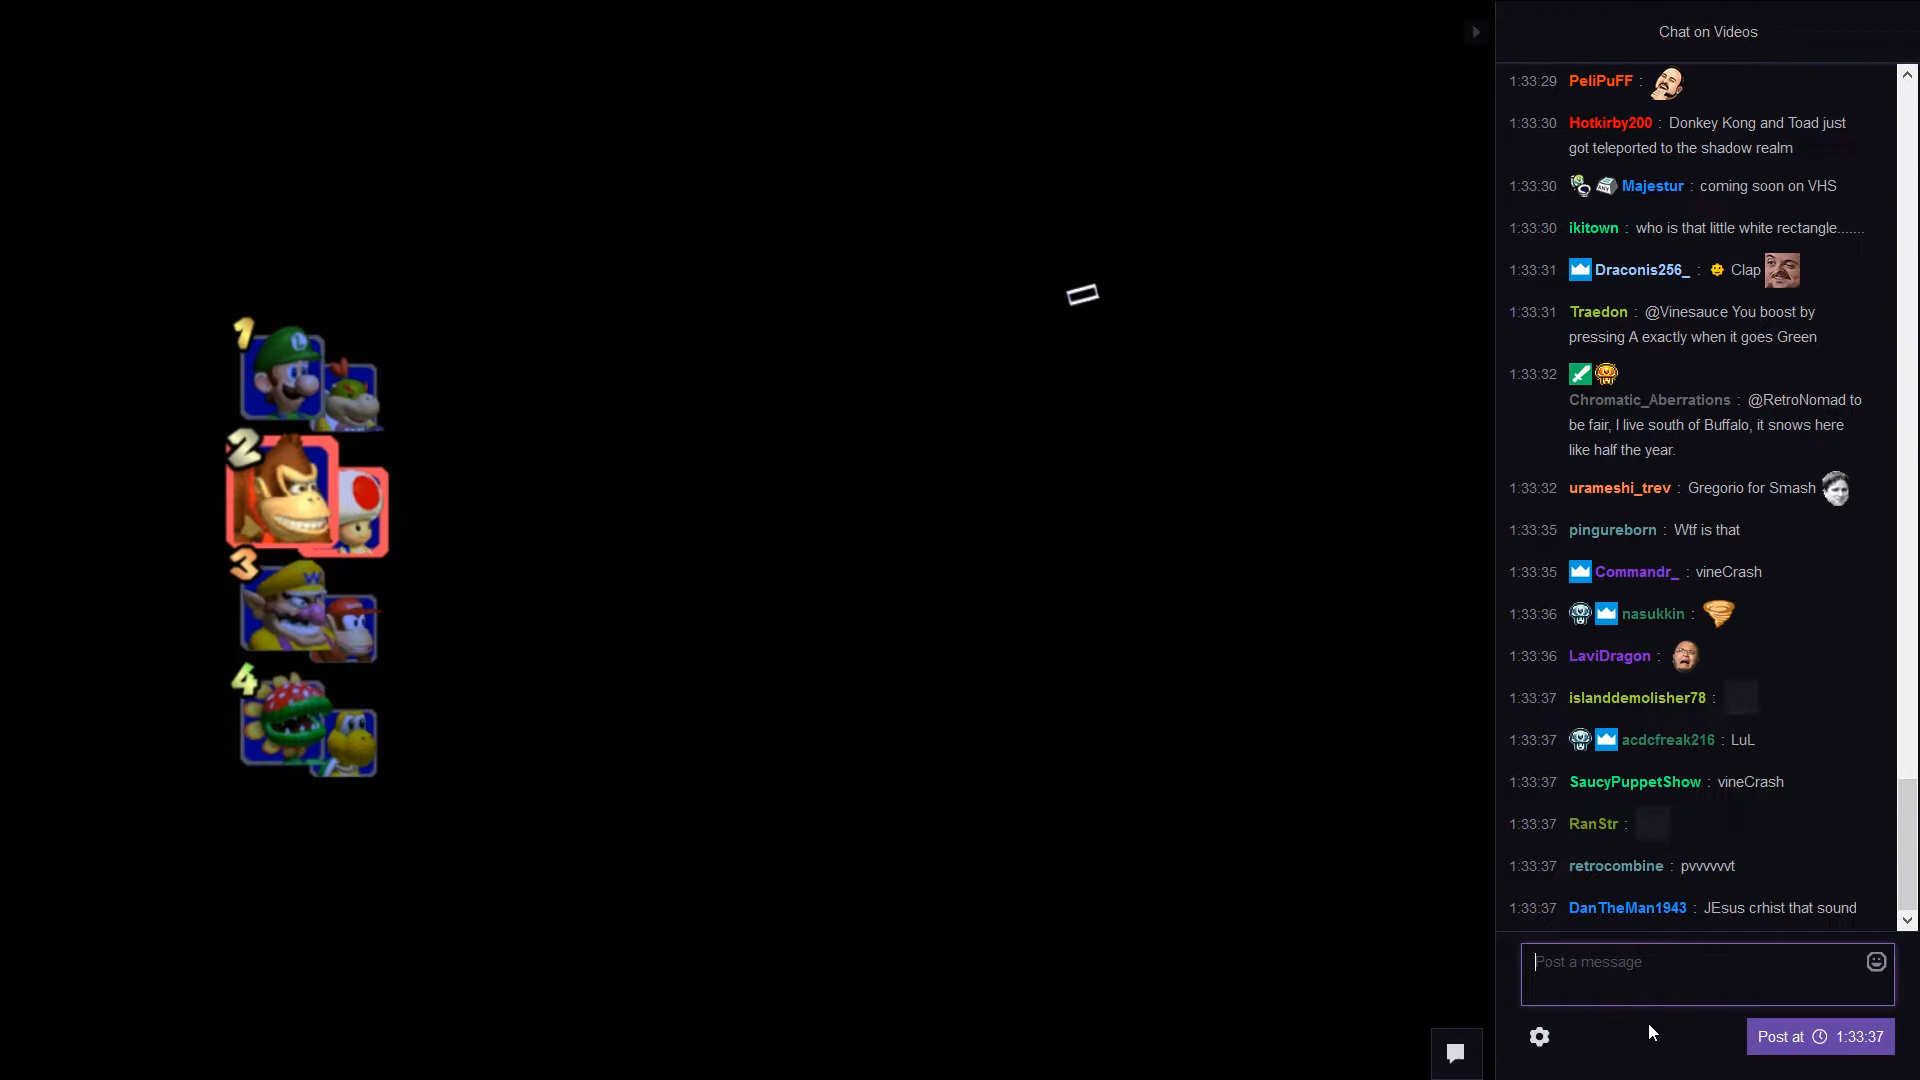 Chat on Videos
1:33:29 PeliPuFF :
1:33:30 Hotkirby200 : Donkey Kong and Toad just
got teleported to the shadow realm
1:33:30 Majestur : coming soon on VHS
1:33:30 ikitown : who is that little white rectangle.......
1:33:31 Draconis256_ : Clap
1:33:31 Traedon : @Vinesauce You boost by
pressing A exactly when it goes Green
1:33:32
Chromatic_Aberrations : @RetroNomad to
be fair, I live south of Buffalo, it snows here
like half the year.
1:33:32 urameshi_trev : Gregorio for Smash
1:33:35 pingureborn : Wtf is that
1:33:35 Commandr_ : vineCrash
1:33:36 nasukkin :
1:33:36 LaviDragon :
1:33:37 islanddemolisher78 :
1:33:37 acdcfreak216 : LuL
1:33:37 SaucyPuppetShow : vineCrash
1:33:37 RanStr :
1:33:37 retrocombine : pvvvvvvt
1:33:37 DanTheMan1943 : JEsus crhist that sound
Post a message
Post at 1:33:37
1
L
2
3
W
4